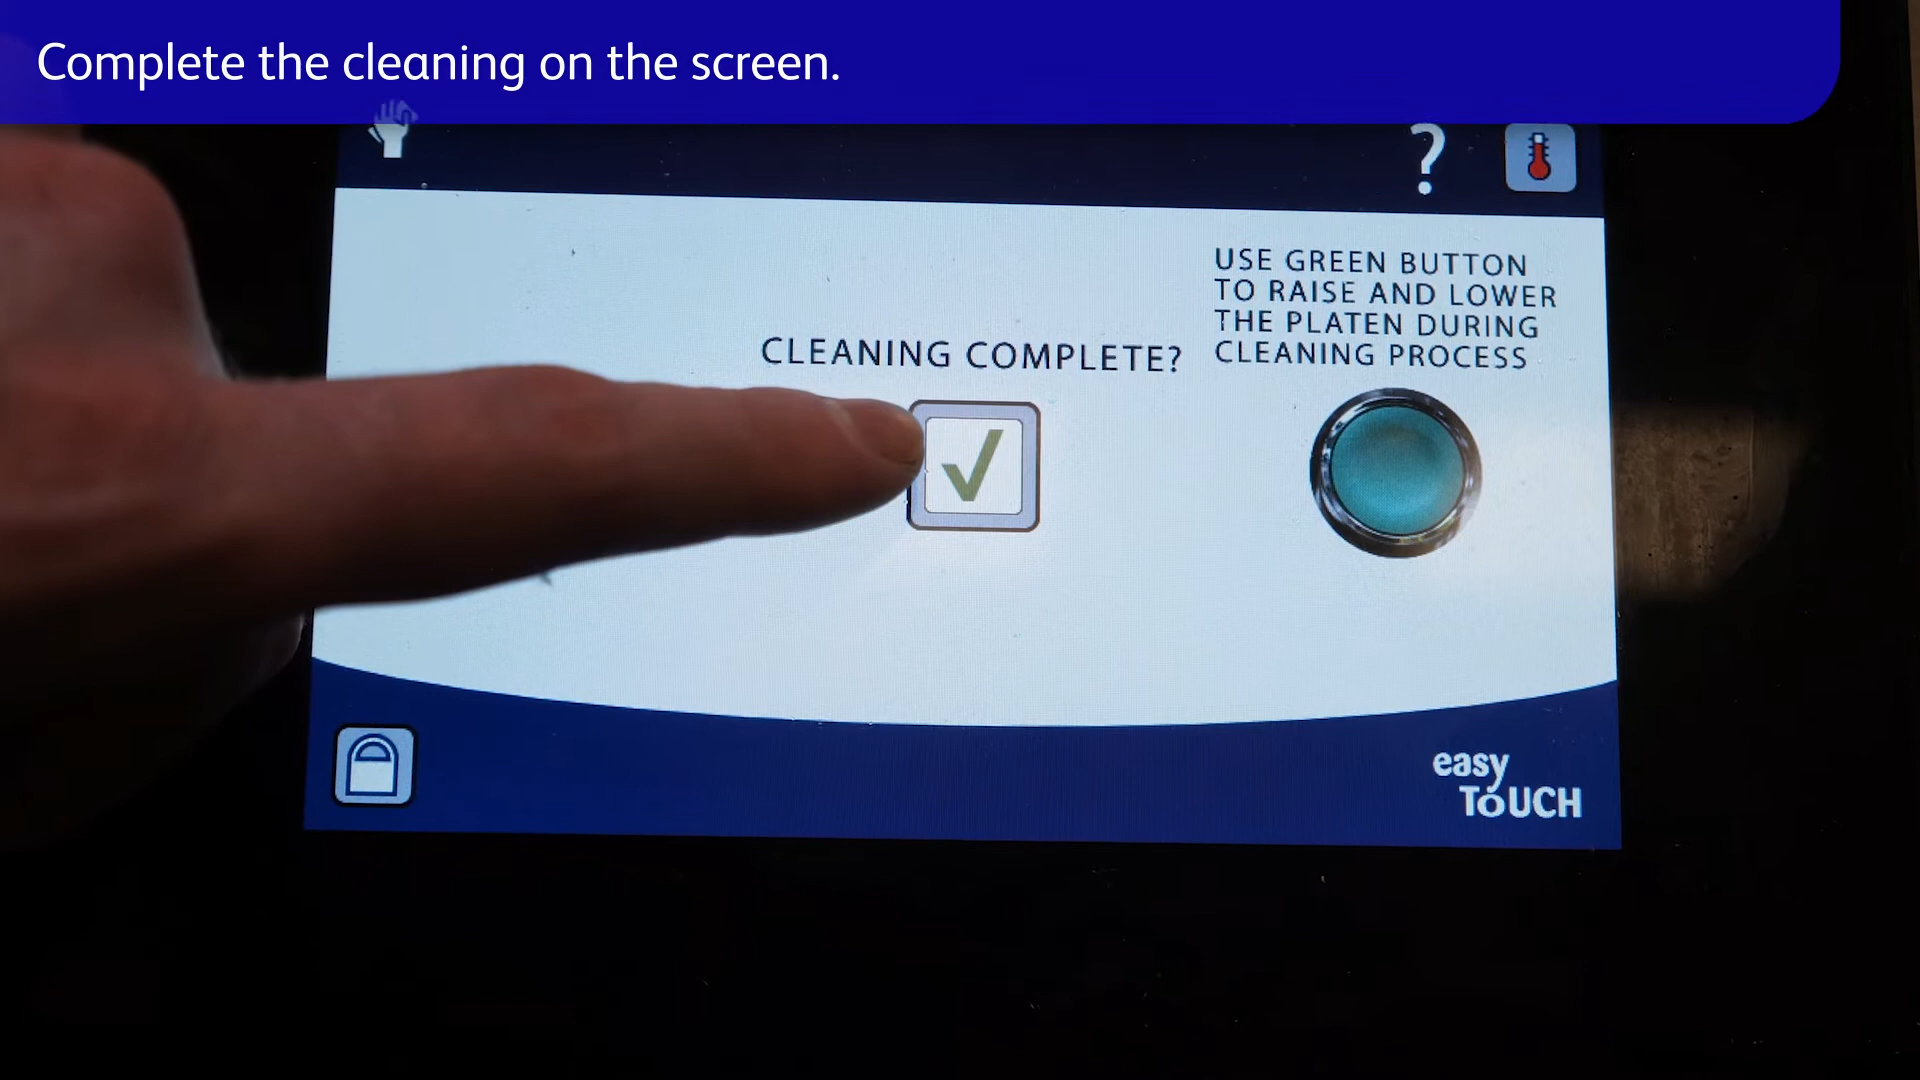 Complete the cleaning on the screen.
?
CLEANING COMPLETE?
USE GREEN BUTTON
TO RAISE AND LOWER
THE PLATEN DURING
CLEANING PROCESS
easy
ToUCH